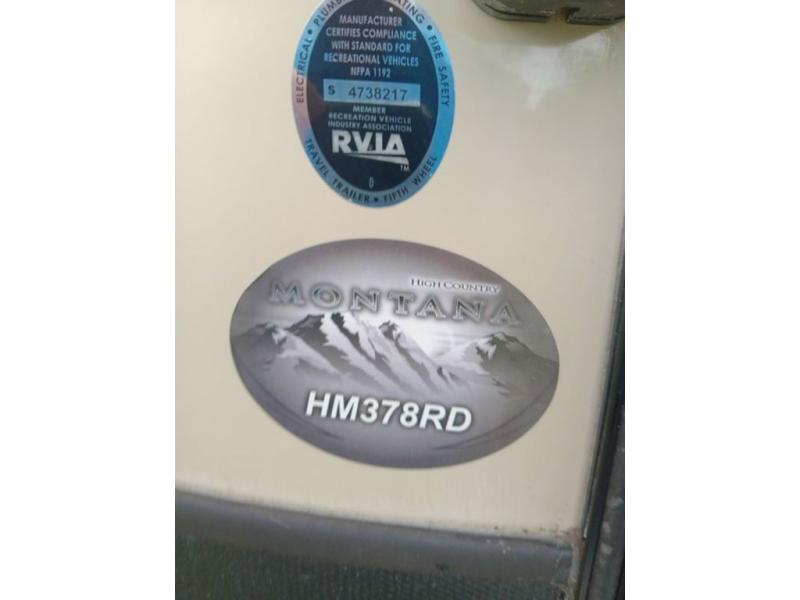 ELECTRICAL • PLUMBING • HEATING • FIRE SAFETY
MANUFACTURER
CERTIFIES COMPLIANCE
WITH STANDARD FOR
RECREATIONAL VEHICLES
NFPA 1192
S 4738217
MEMBER
RECREATION VEHICLE
INDUSTRY ASSOCIATION
RVIA
TM
D
TRAVEL TRAILER • FIFTH WHEEL
HIGH COUNTRY
MONTANA
HM378RD